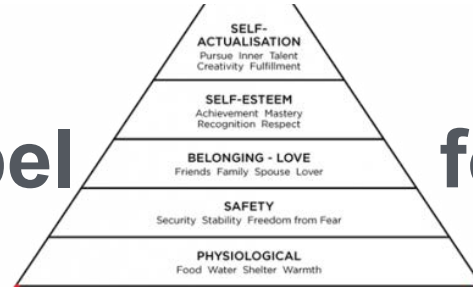 SELF-
ACTUALISATION
Pursue Inner Talent
Creativity Fulfillment
SELF-ESTEEM
Achievement Mastery
Recognition Respect
BELONGING - LOVE
Friends Family Spouse Lover
SAFETY
Security Stability Freedom from Fear
PHYSIOLOGICAL
Food Water Shelter Warmth